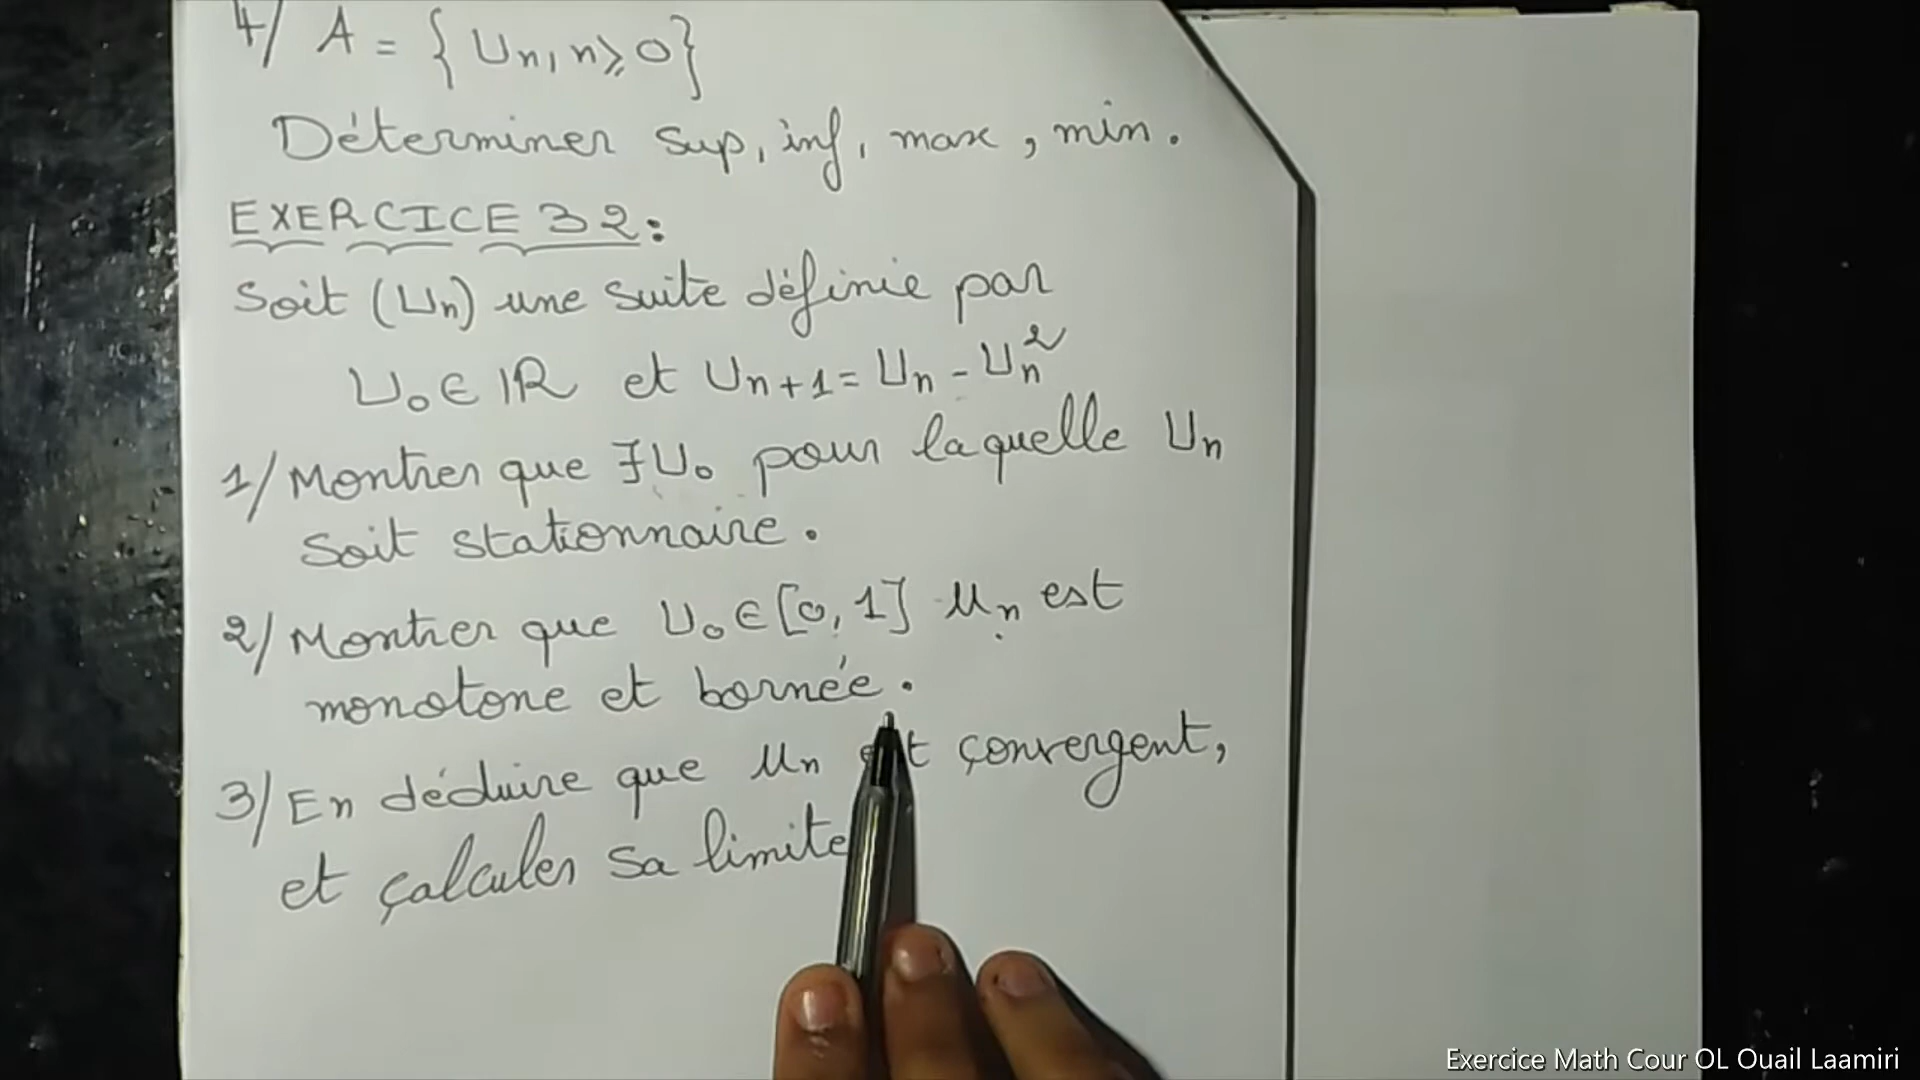 4/ A = {Un, n⩾0}
Déterminer sup, inf, max, min.
EXERCICE 32:
Soit (Un) une suite définie par
U₀ ∈ IR et Un+1 = Un - Un²
1/ Montrer que ∃U₀ pour laquelle Un
soit stationnaire.
2/ Montrer que U₀ ∈ [0, 1] Un est
monotone et bornée.
3/ En déduire que Un est convergent,
et calculer sa limite
Exercice Math Cour OL Ouail Laamiri